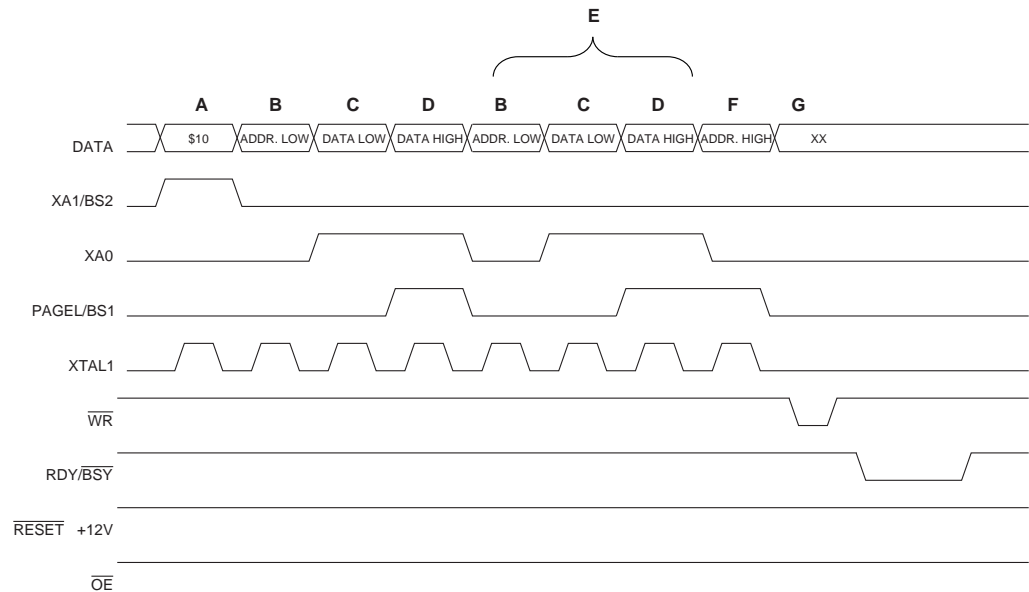 E
A B C D B C D F G
DATA $10 ADDR. LOW DATA LOW DATA HIGH ADDR. LOW DATA LOW DATA HIGH ADDR. HIGH XX
XA1/BS2
XA0
PAGEL/BS1
XTAL1
WR
RDY/BSY
RESET +12V
OE